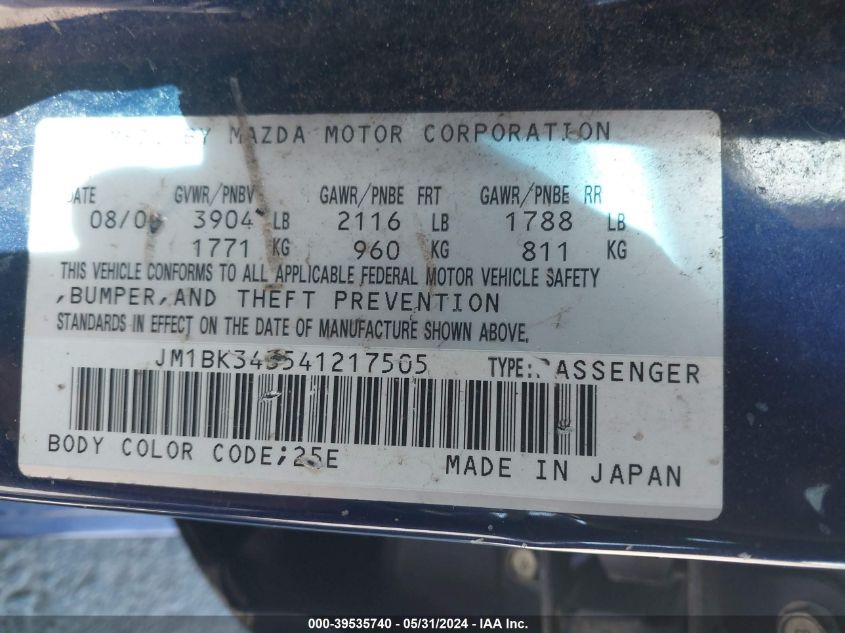 BY MAZDA MOTOR CORPORATION
DATE GVWR/PNBV GAWR/PNBE FRT GAWR/PNBE RR
3904 LB 2116 LB 1788 LB
1771 KG 960 KG 811 KG
THIS VEHICLE CONFORMS TO ALL APPLICABLE FEDERAL MOTOR VEHICLE SAFETY
,BUMPER,AND THEFT PREVENTION
STANDARDS IN EFFECT ON THE DATE OF MANUFACTURE SHOWN ABOVE.
TYPE:PASSENGER
BODY COLOR CODE;25E MADE IN JAPAN
000-39535740 - 05/31/2024 - IAA Inc.